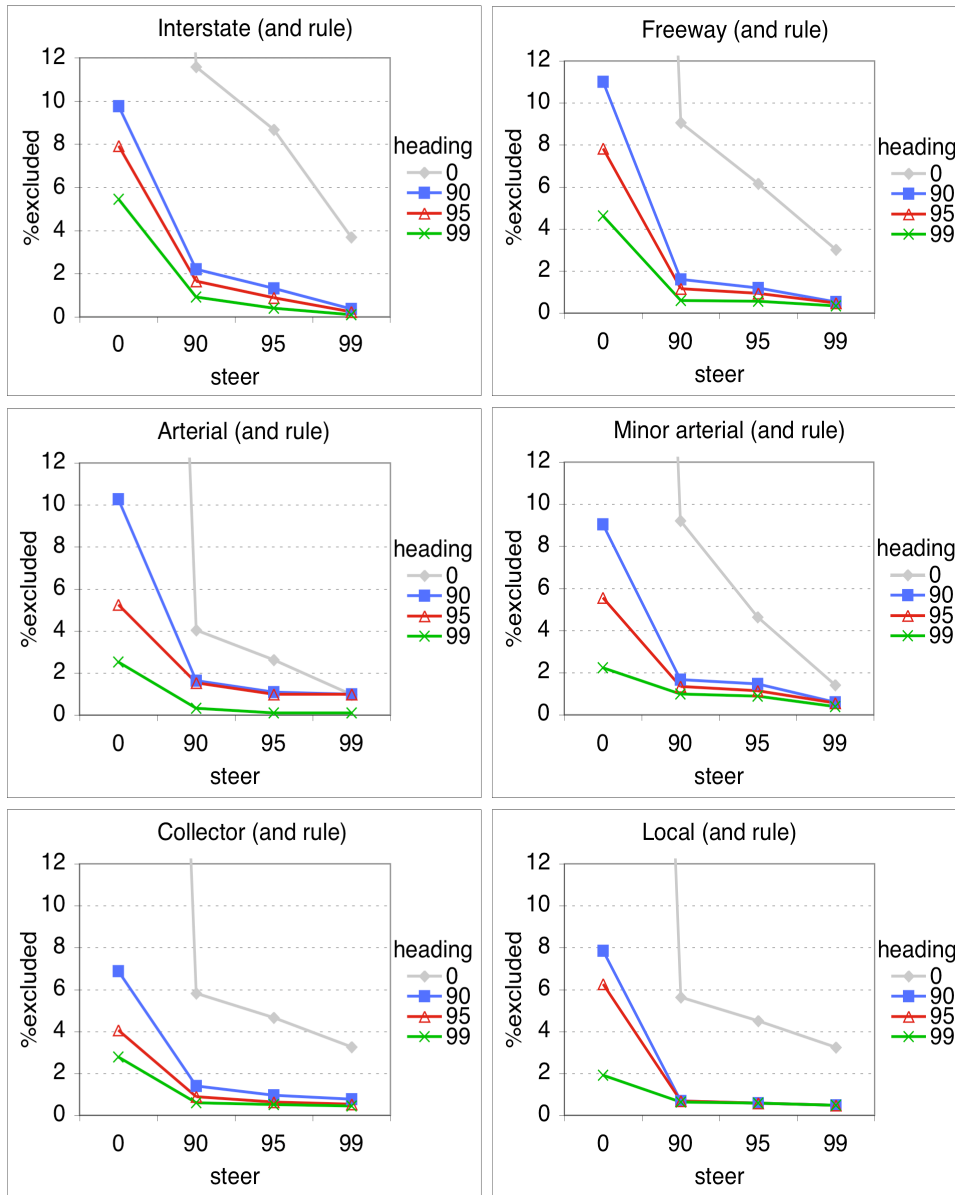 Interstate (and rule)
12
10
8
6
4
2
0
%excluded
0 90 95 99
steer
heading
0
90
95
99
Freeway (and rule)
12
10
8
6
4
2
0
%excluded
0 90 95 99
steer
heading
0
90
95
99
Arterial (and rule)
12
10
8
6
4
2
0
%excluded
0 90 95 99
steer
heading
0
90
95
99
Minor arterial (and rule)
12
10
8
6
4
2
0
%excluded
0 90 95 99
steer
heading
0
90
95
99
Collector (and rule)
12
10
8
6
4
2
0
%excluded
0 90 95 99
steer
heading
0
90
95
99
Local (and rule)
12
10
8
6
4
2
0
%excluded
0 90 95 99
steer
heading
0
90
95
99